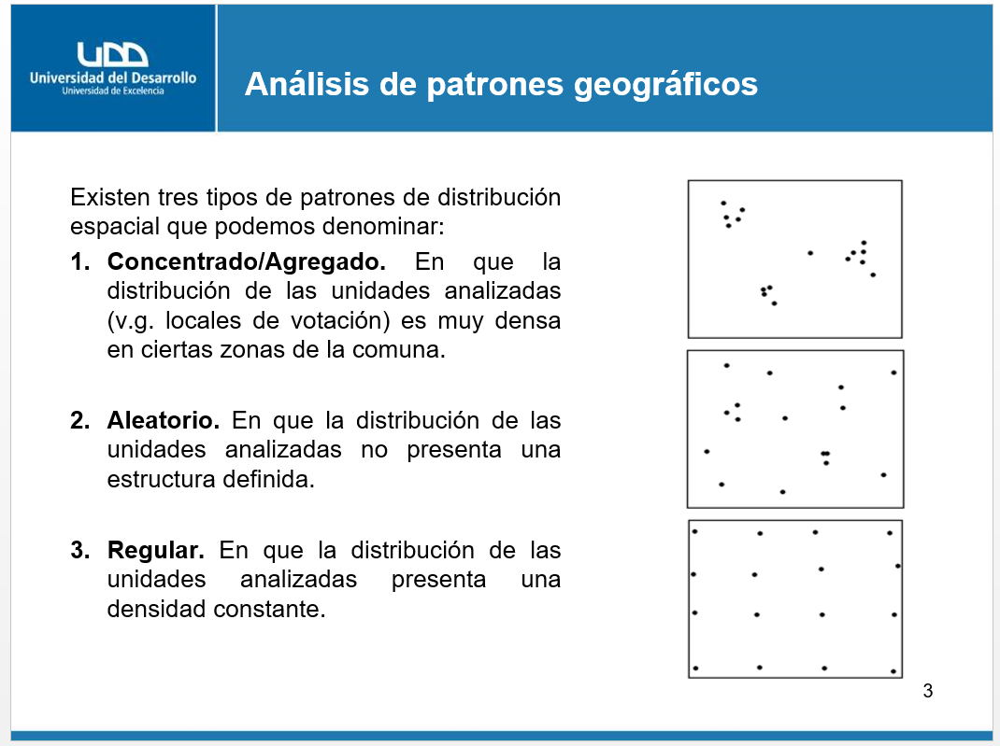 UDD
Universidad del Desarrollo
Universidad de Excelencia
Análisis de patrones geográficos
Existen tres tipos de patrones de distribución
espacial que podemos denominar:
1. Concentrado/Agregado. En que la
distribución de las unidades analizadas
(v.g. locales de votación) es muy densa
en ciertas zonas de la comuna.
2. Aleatorio. En que la distribución de las
unidades analizadas no presenta una
estructura definida.
3. Regular. En que la distribución de las
unidades analizadas presenta una
densidad constante.
3